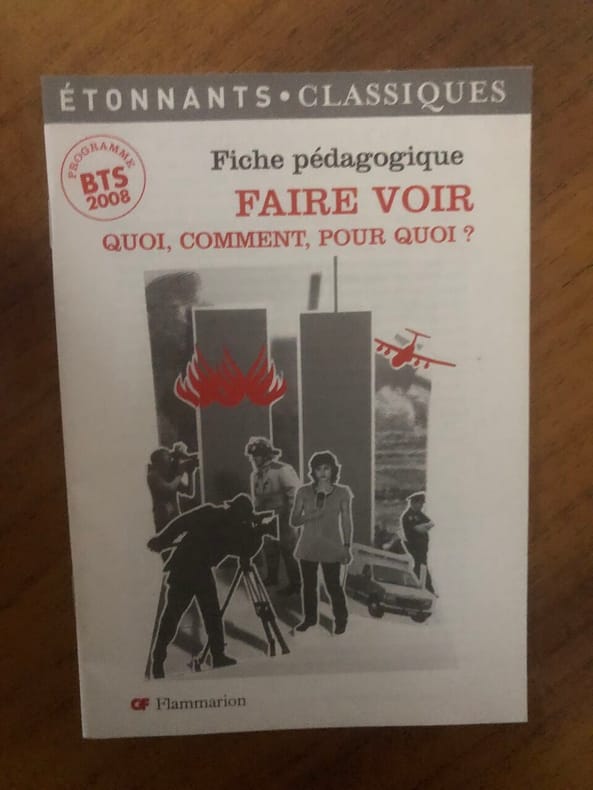 ÉTONNANTS • CLASSIQUES
PROGRAMME
BTS
2008
Fiche pédagogique
FAIRE VOIR
QUOI, COMMENT, POUR QUOI ?
GF Flammarion